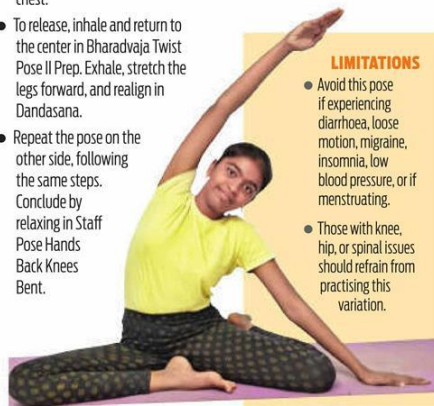 chest.
● To release, inhale and return to
the center in Bharadvaja Twist
Pose II Prep. Exhale, stretch the
legs forward, and realign in
Dandasana.
● Repeat the pose on the
other side, following
the same steps.
Conclude by
relaxing in Staff
Pose Hands
Back Knees
Bent.
LIMITATIONS
● Avoid this pose
if experiencing
diarrhoea, loose
motion, migraine,
insomnia, low
blood pressure, or if
menstruating.
● Those with knee,
hip, or spinal issues
should refrain from
practising this
variation.